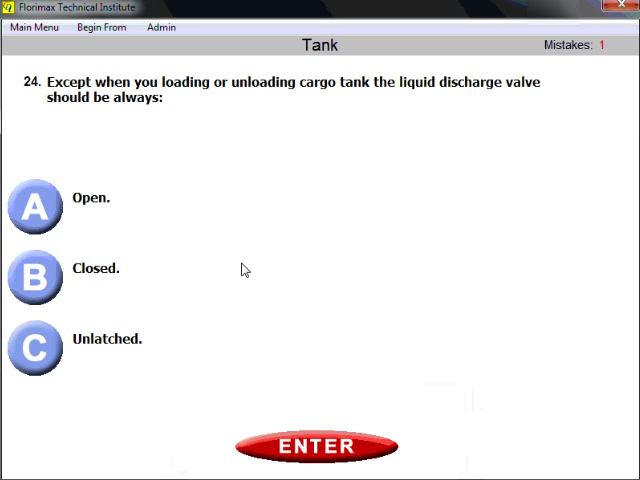 Florimax Technical Institute
Main Menu Begin From Admin
Tank Mistakes: 1
24. Except when you loading or unloading cargo tank the liquid discharge valve
should be always:
A Open.
B Closed.
C Unlatched.
ENTER